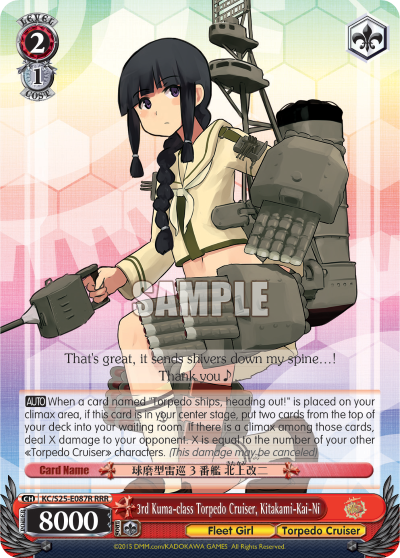 LEVEL
2
1
COST
SAMPLE
That's great, it sends shivers down my spine...!
Thank you♪
AUTO When a card named "Torpedo ships, heading out!" is placed on
your climax area, if this card is in your center stage, put two cards from the top of
your deck into your waiting room. If there is a climax among those cards,
deal X damage to your opponent. X is equal to the number of your other
«Torpedo Cruiser» characters. (This damage may be canceled)
Card Name 球磨型雷巡3番艦 北上改二
CH KC/S25-E087R RRR
3rd Kuma-class Torpedo Cruiser, Kitakami-Kai-Ni
POWER 8000 SOUL
Fleet Girl Torpedo Cruiser
©2015 DMM.com/KADOKAWA GAMES All Rights Reserved.